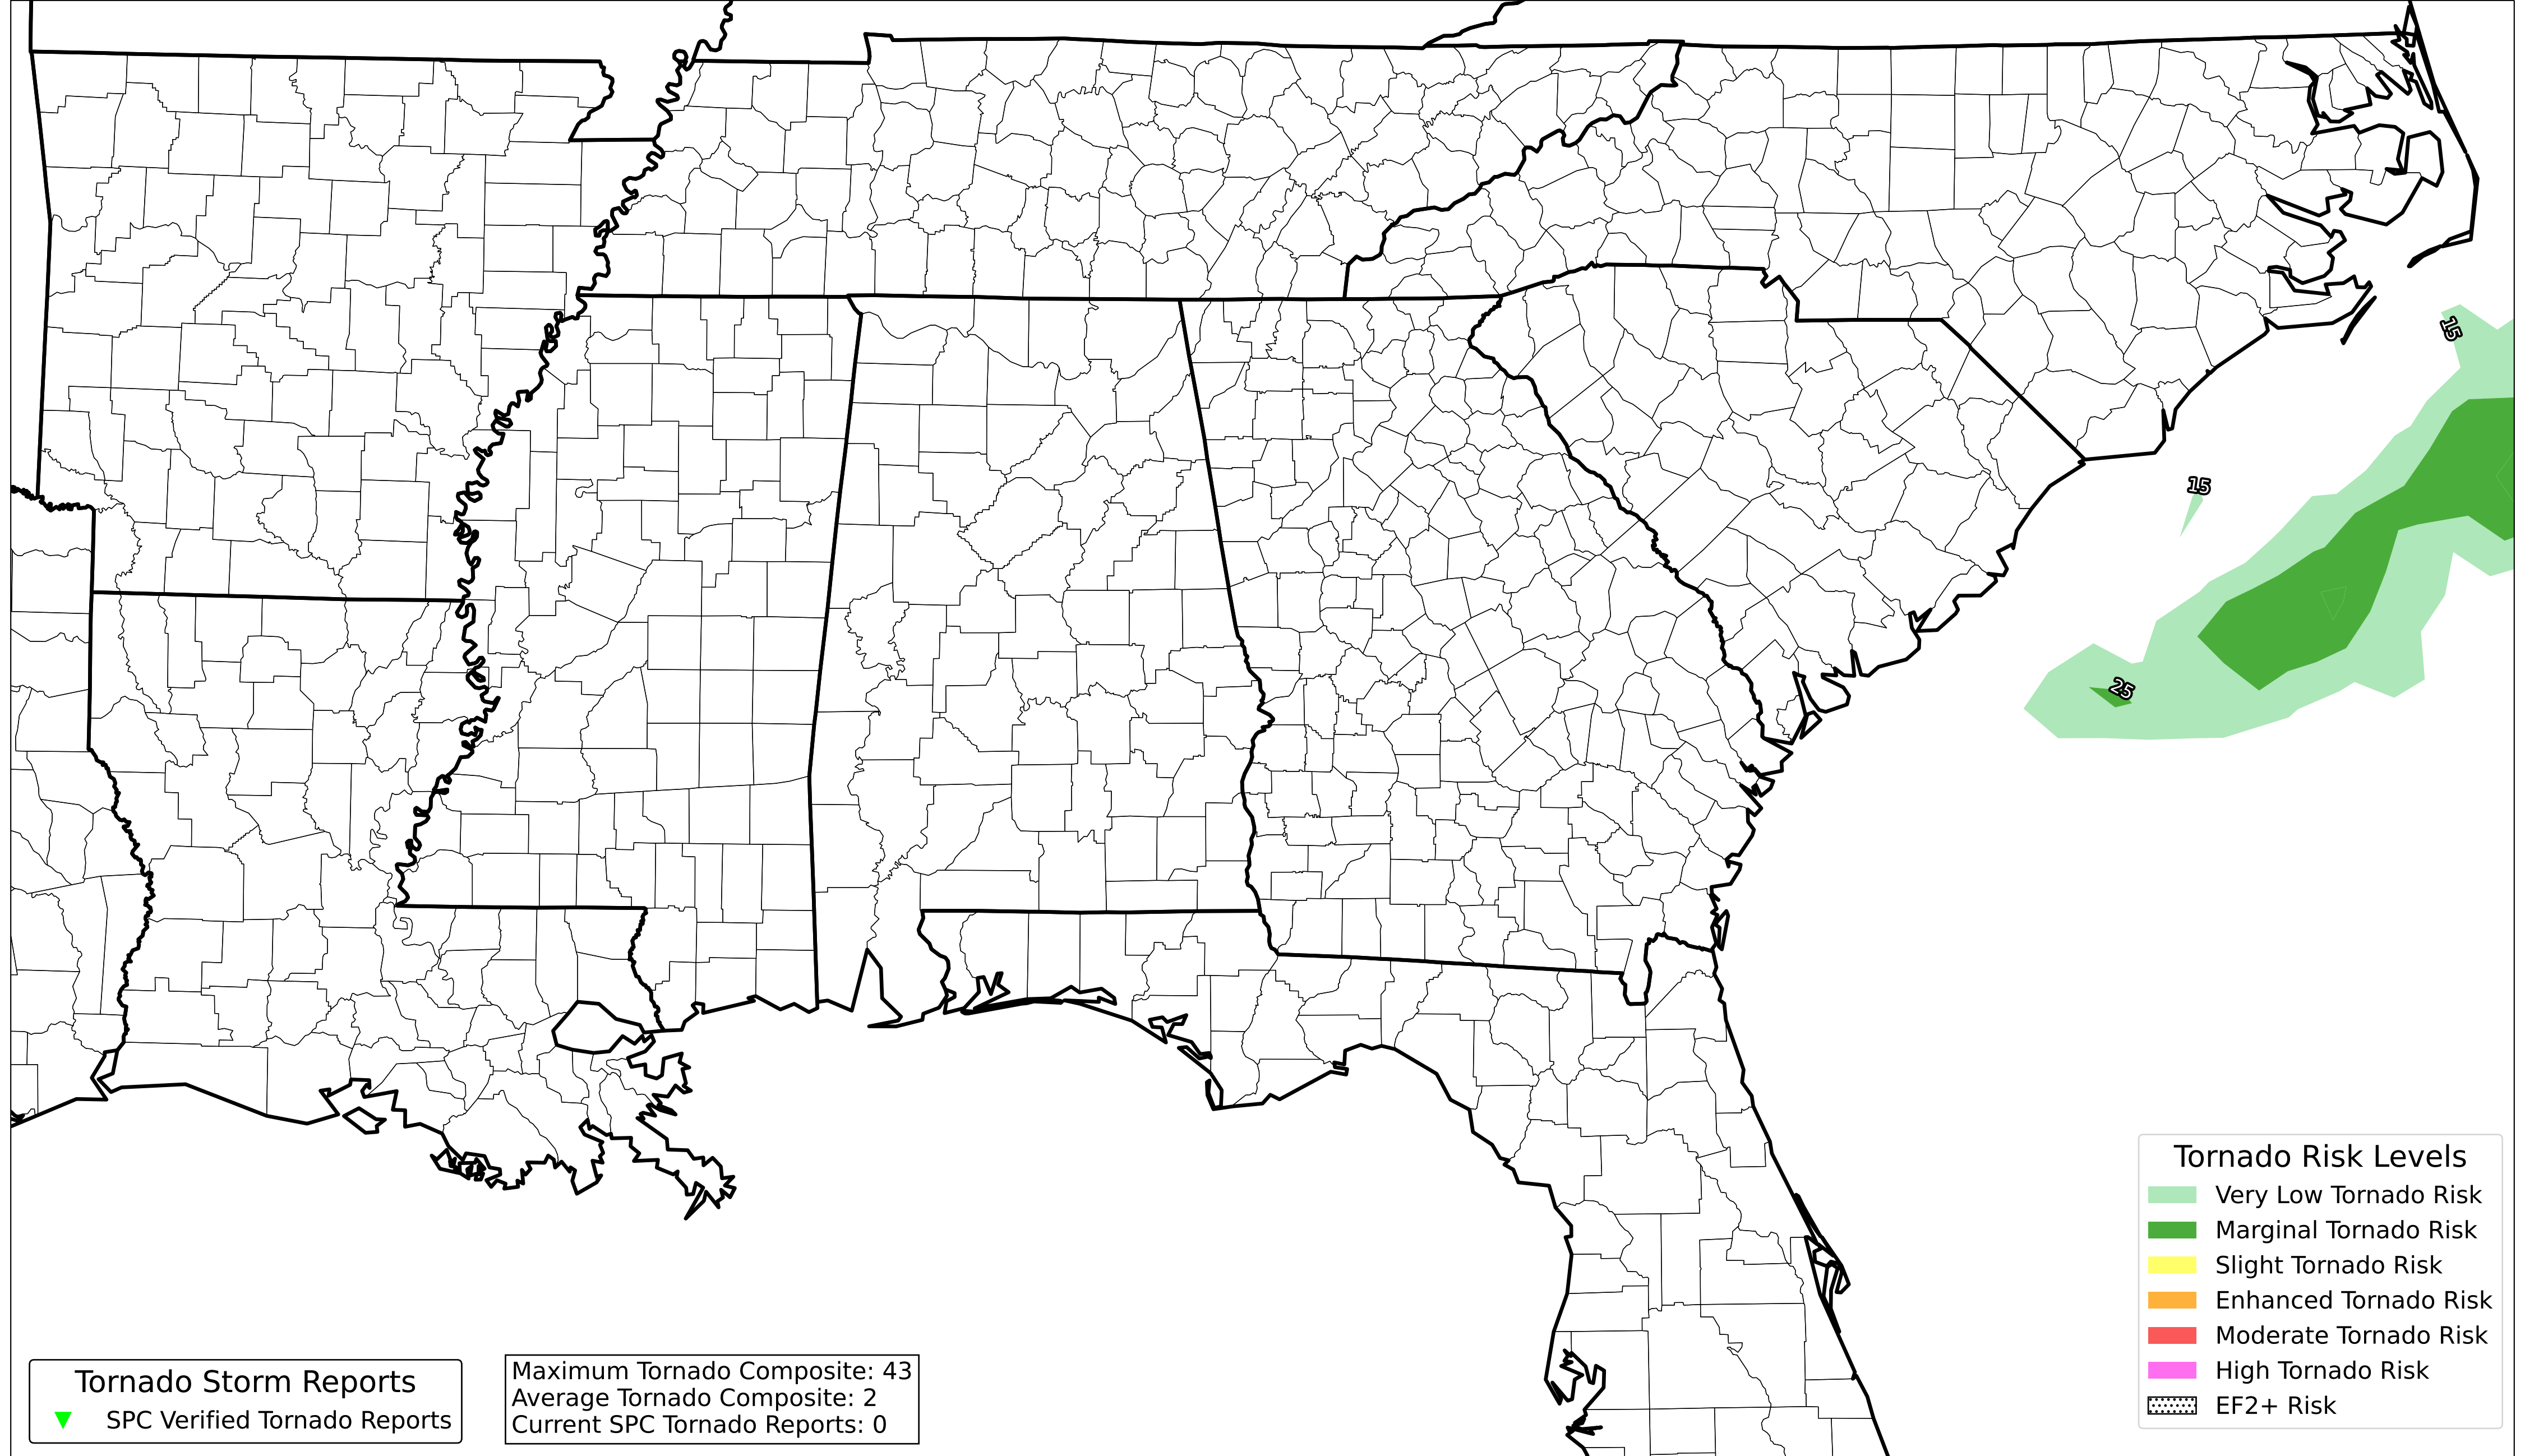 15
15
25
Tornado Risk Levels
Very Low Tornado Risk
Marginal Tornado Risk
Slight Tornado Risk
Enhanced Tornado Risk
Moderate Tornado Risk
High Tornado Risk
EF2+ Risk
Tornado Storm Reports
SPC Verified Tornado Reports
Maximum Tornado Composite: 43
Average Tornado Composite: 2
Current SPC Tornado Reports: 0